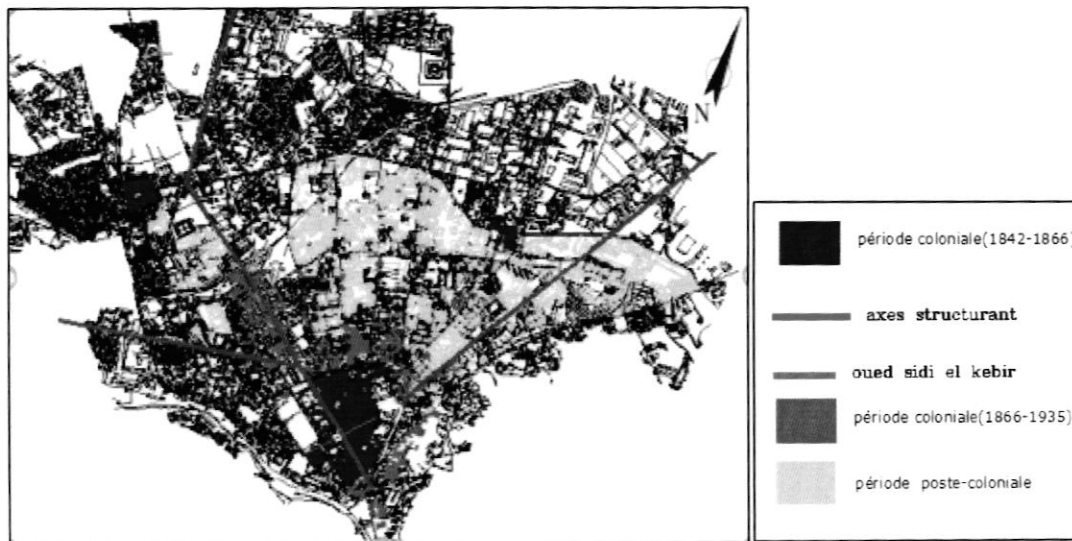 N
période coloniale(1842-1866)
axes structurant
oued sidi el kebir
période coloniale(1866-1935)
période poste-coloniale